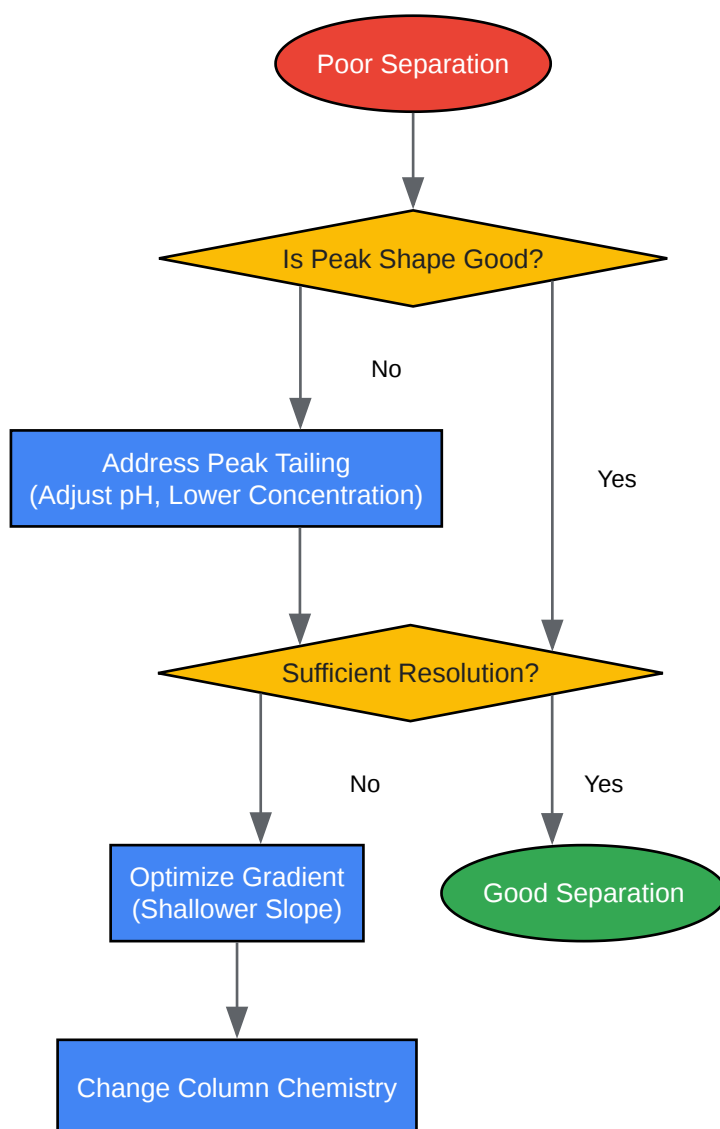 Poor Separation
Is Peak Shape Good?
No
Address Peak Tailing
(Adjust pH, Lower Concentration)
Yes
Sufficient Resolution?
No
Yes
Optimize Gradient
(Shallower Slope)
Good Separation
Change Column Chemistry